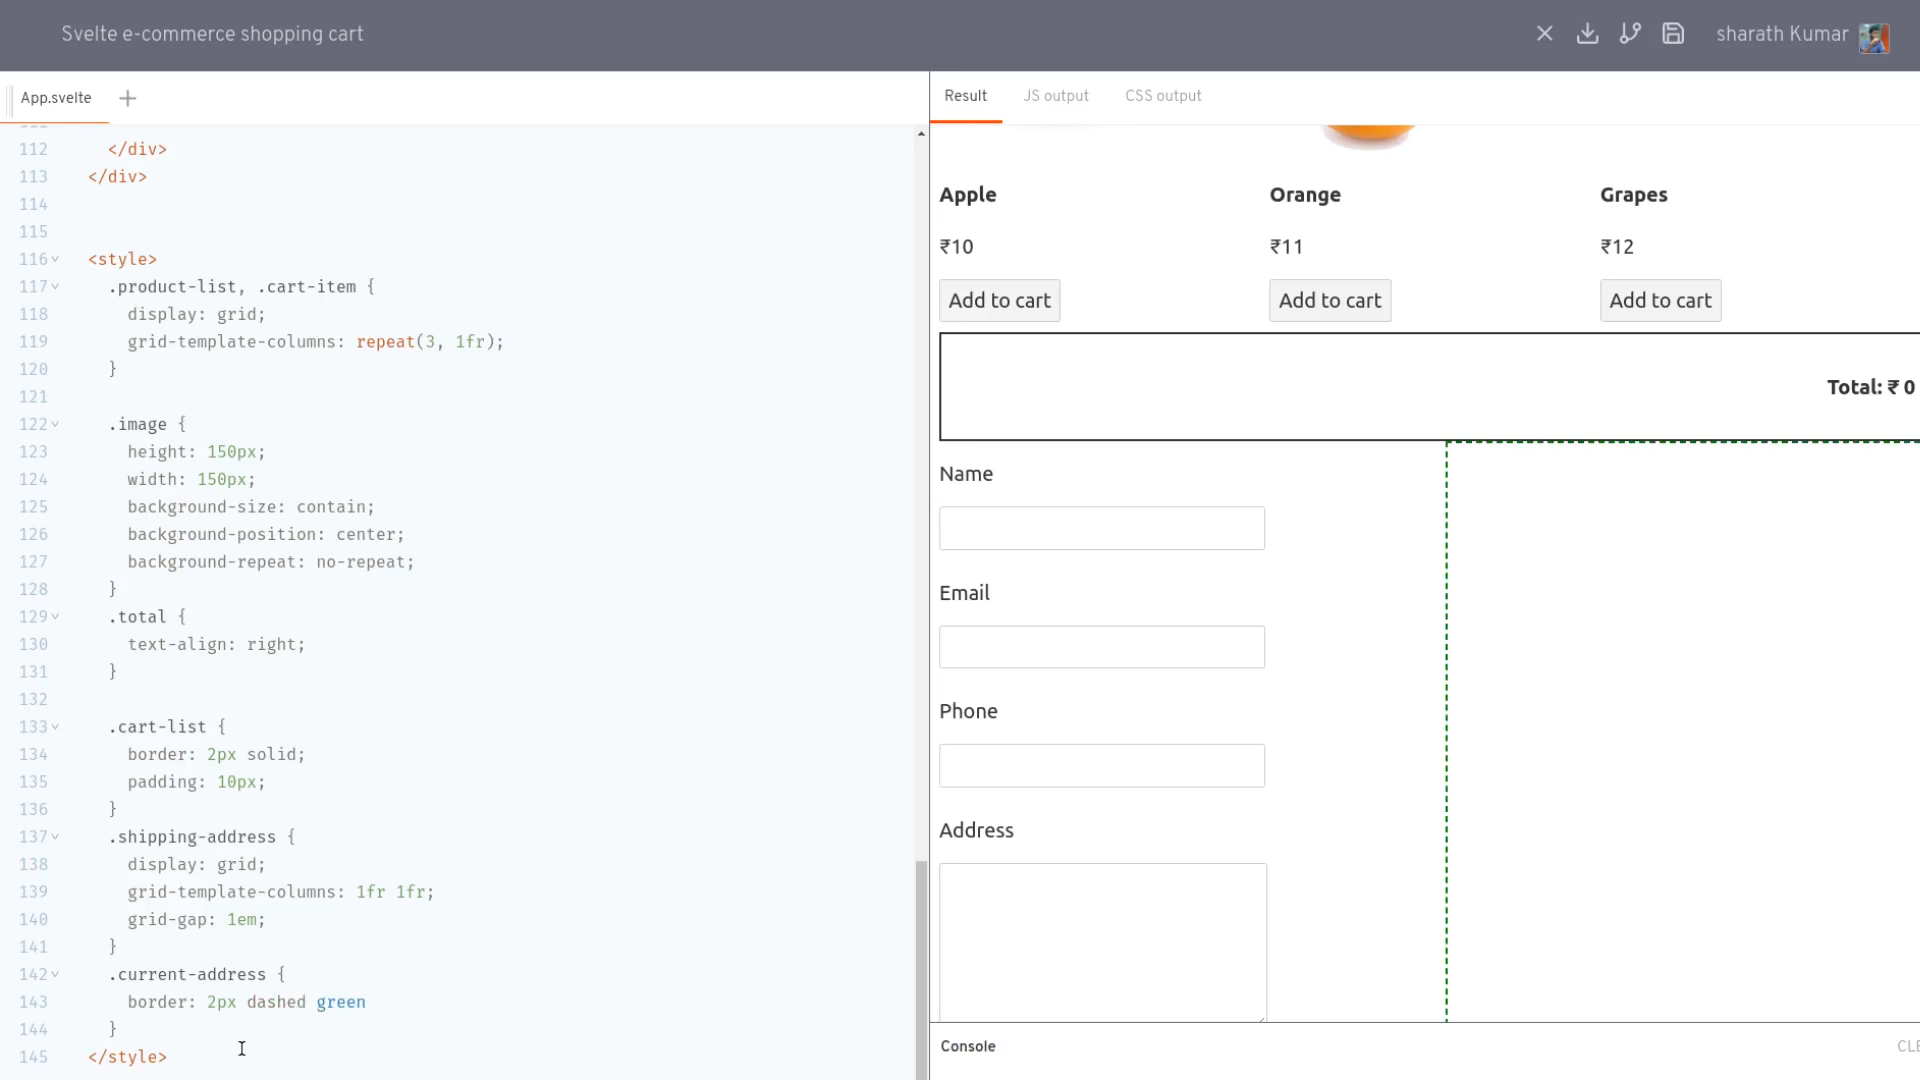 Svelte e-commerce shopping cart
sharath Kumar
App.svelte
Result JS output CSS output
112 </div>
113 </div>
114
115
116 <style>
117 .product-list, .cart-item {
118 display: grid;
119 grid-template-columns: repeat(3, 1fr);
120 }
121
122 .image {
123 height: 150px;
124 width: 150px;
125 background-size: contain;
126 background-position: center;
127 background-repeat: no-repeat;
128 }
129 .total {
130 text-align: right;
131 }
132
133 .cart-list {
134 border: 2px solid;
135 padding: 10px;
136 }
137 .shipping-address {
138 display: grid;
139 grid-template-columns: 1fr 1fr;
140 grid-gap: 1em;
141 }
142 .current-address {
143 border: 2px dashed green
144 }
145 </style>
Apple Orange Grapes
₹10 ₹11 ₹12
Add to cart Add to cart Add to cart
Total: ₹ 0
Name
Email
Phone
Address
Console CLE